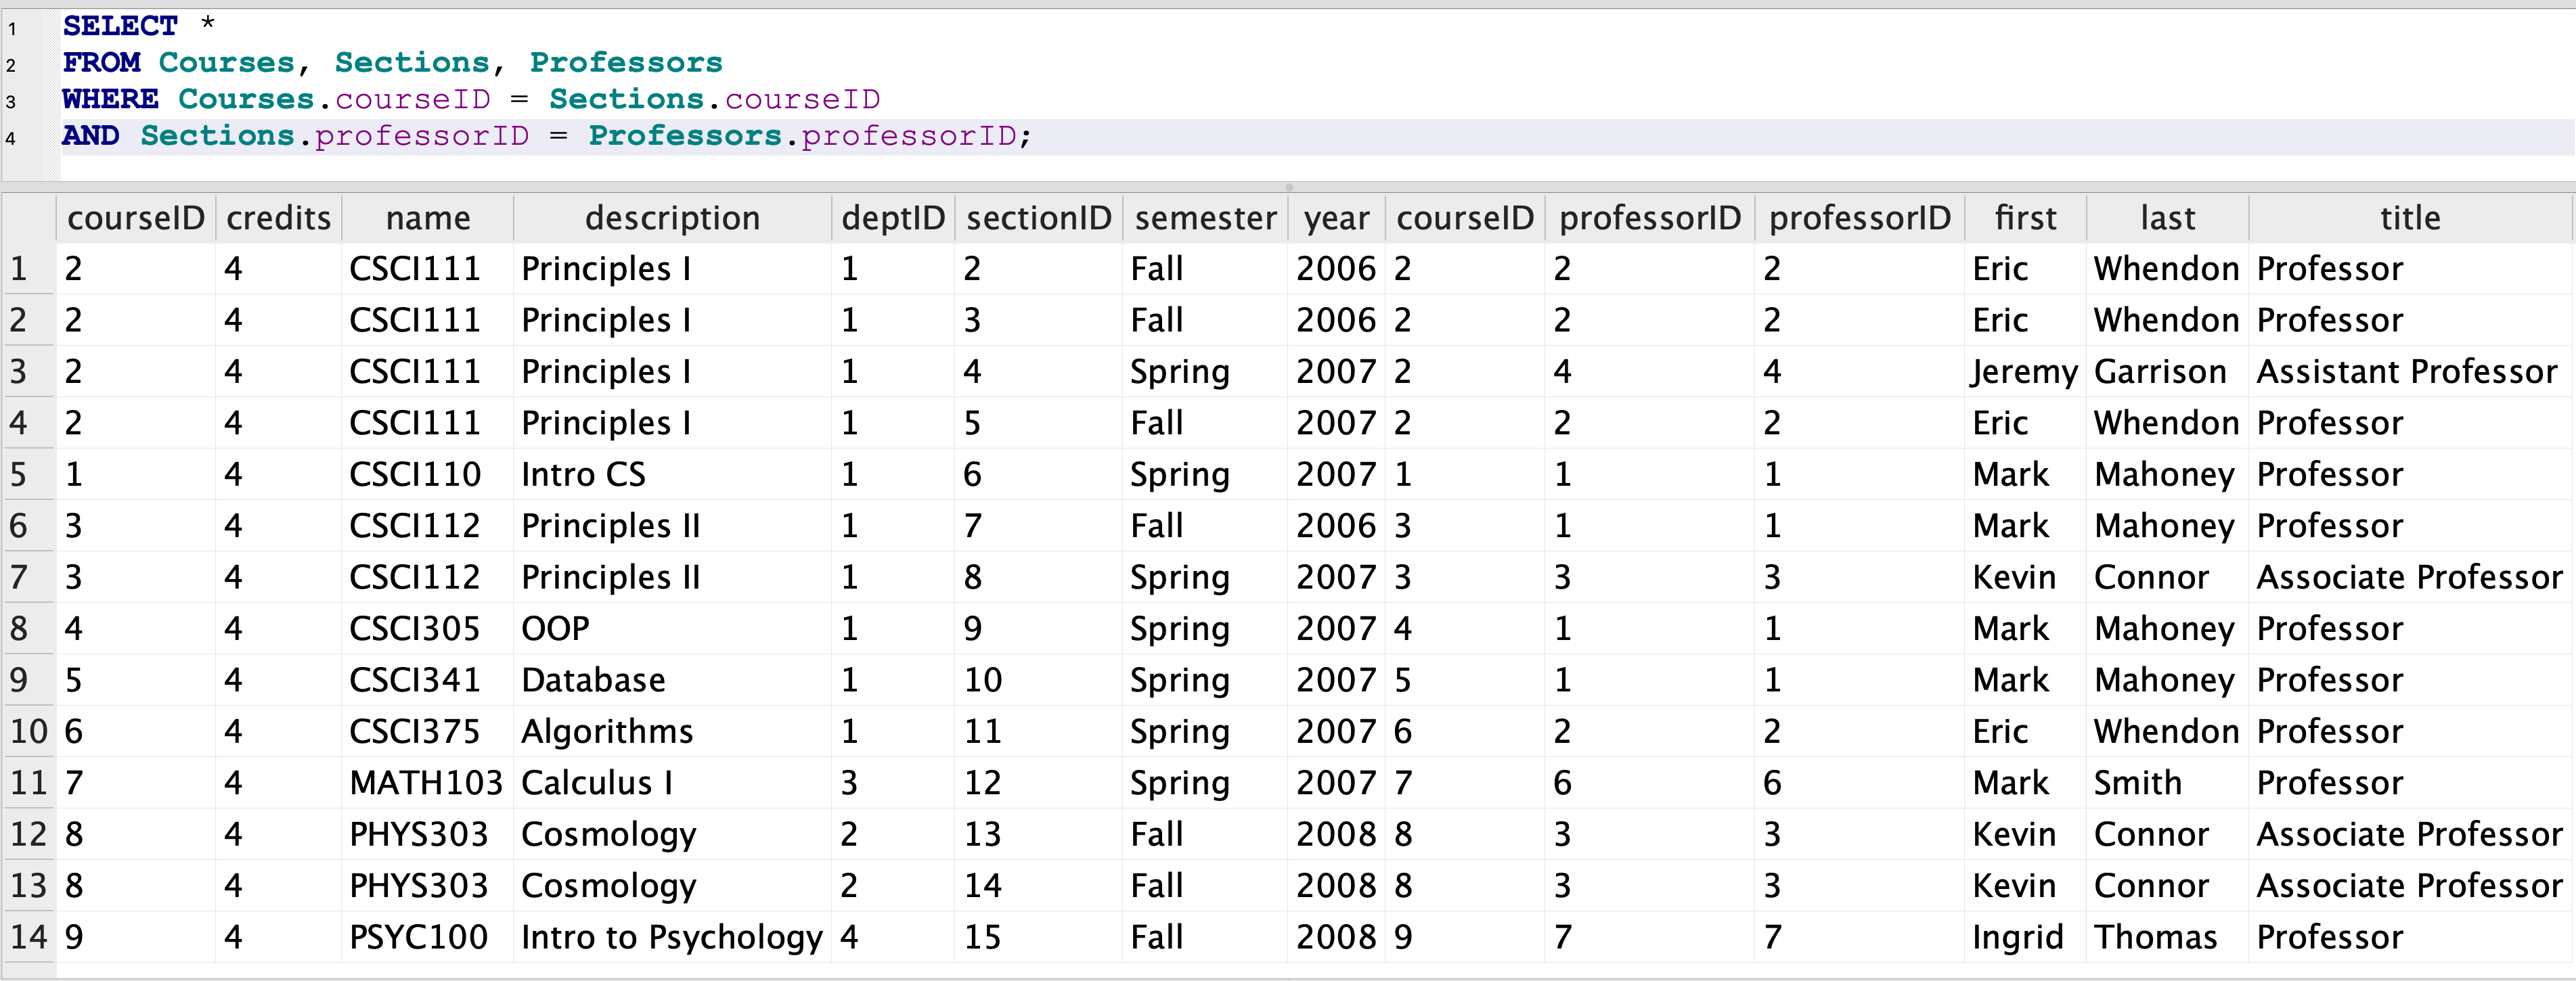 1 SELECT *
2 FROM Courses, Sections, Professors
3 WHERE Courses.courseID = Sections.courseID
4 AND Sections.professorID = Professors.professorID;
courseID credits name description deptID sectionID semester year courseID professorID professorID first last title
1 2 4 CSCI111 Principles I 1 2 Fall 2006 2 2 2 Eric Whendon Professor
2 2 4 CSCI111 Principles I 1 3 Fall 2006 2 2 2 Eric Whendon Professor
3 2 4 CSCI111 Principles I 1 4 Spring 2007 2 4 4 Jeremy Garrison Assistant Professor
4 2 4 CSCI111 Principles I 1 5 Fall 2007 2 2 2 Eric Whendon Professor
5 1 4 CSCI110 Intro CS 1 6 Spring 2007 1 1 1 Mark Mahoney Professor
6 3 4 CSCI112 Principles II 1 7 Fall 2006 3 1 1 Mark Mahoney Professor
7 3 4 CSCI112 Principles II 1 8 Spring 2007 3 3 3 Kevin Connor Associate Professor
8 4 4 CSCI305 OOP 1 9 Spring 2007 4 1 1 Mark Mahoney Professor
9 5 4 CSCI341 Database 1 10 Spring 2007 5 1 1 Mark Mahoney Professor
10 6 4 CSCI375 Algorithms 1 11 Spring 2007 6 2 2 Eric Whendon Professor
11 7 4 MATH103 Calculus I 3 12 Spring 2007 7 6 6 Mark Smith Professor
12 8 4 PHYS303 Cosmology 2 13 Fall 2008 8 3 3 Kevin Connor Associate Professor
13 8 4 PHYS303 Cosmology 2 14 Fall 2008 8 3 3 Kevin Connor Associate Professor
14 9 4 PSYC100 Intro to Psychology 4 15 Fall 2008 9 7 7 Ingrid Thomas Professor